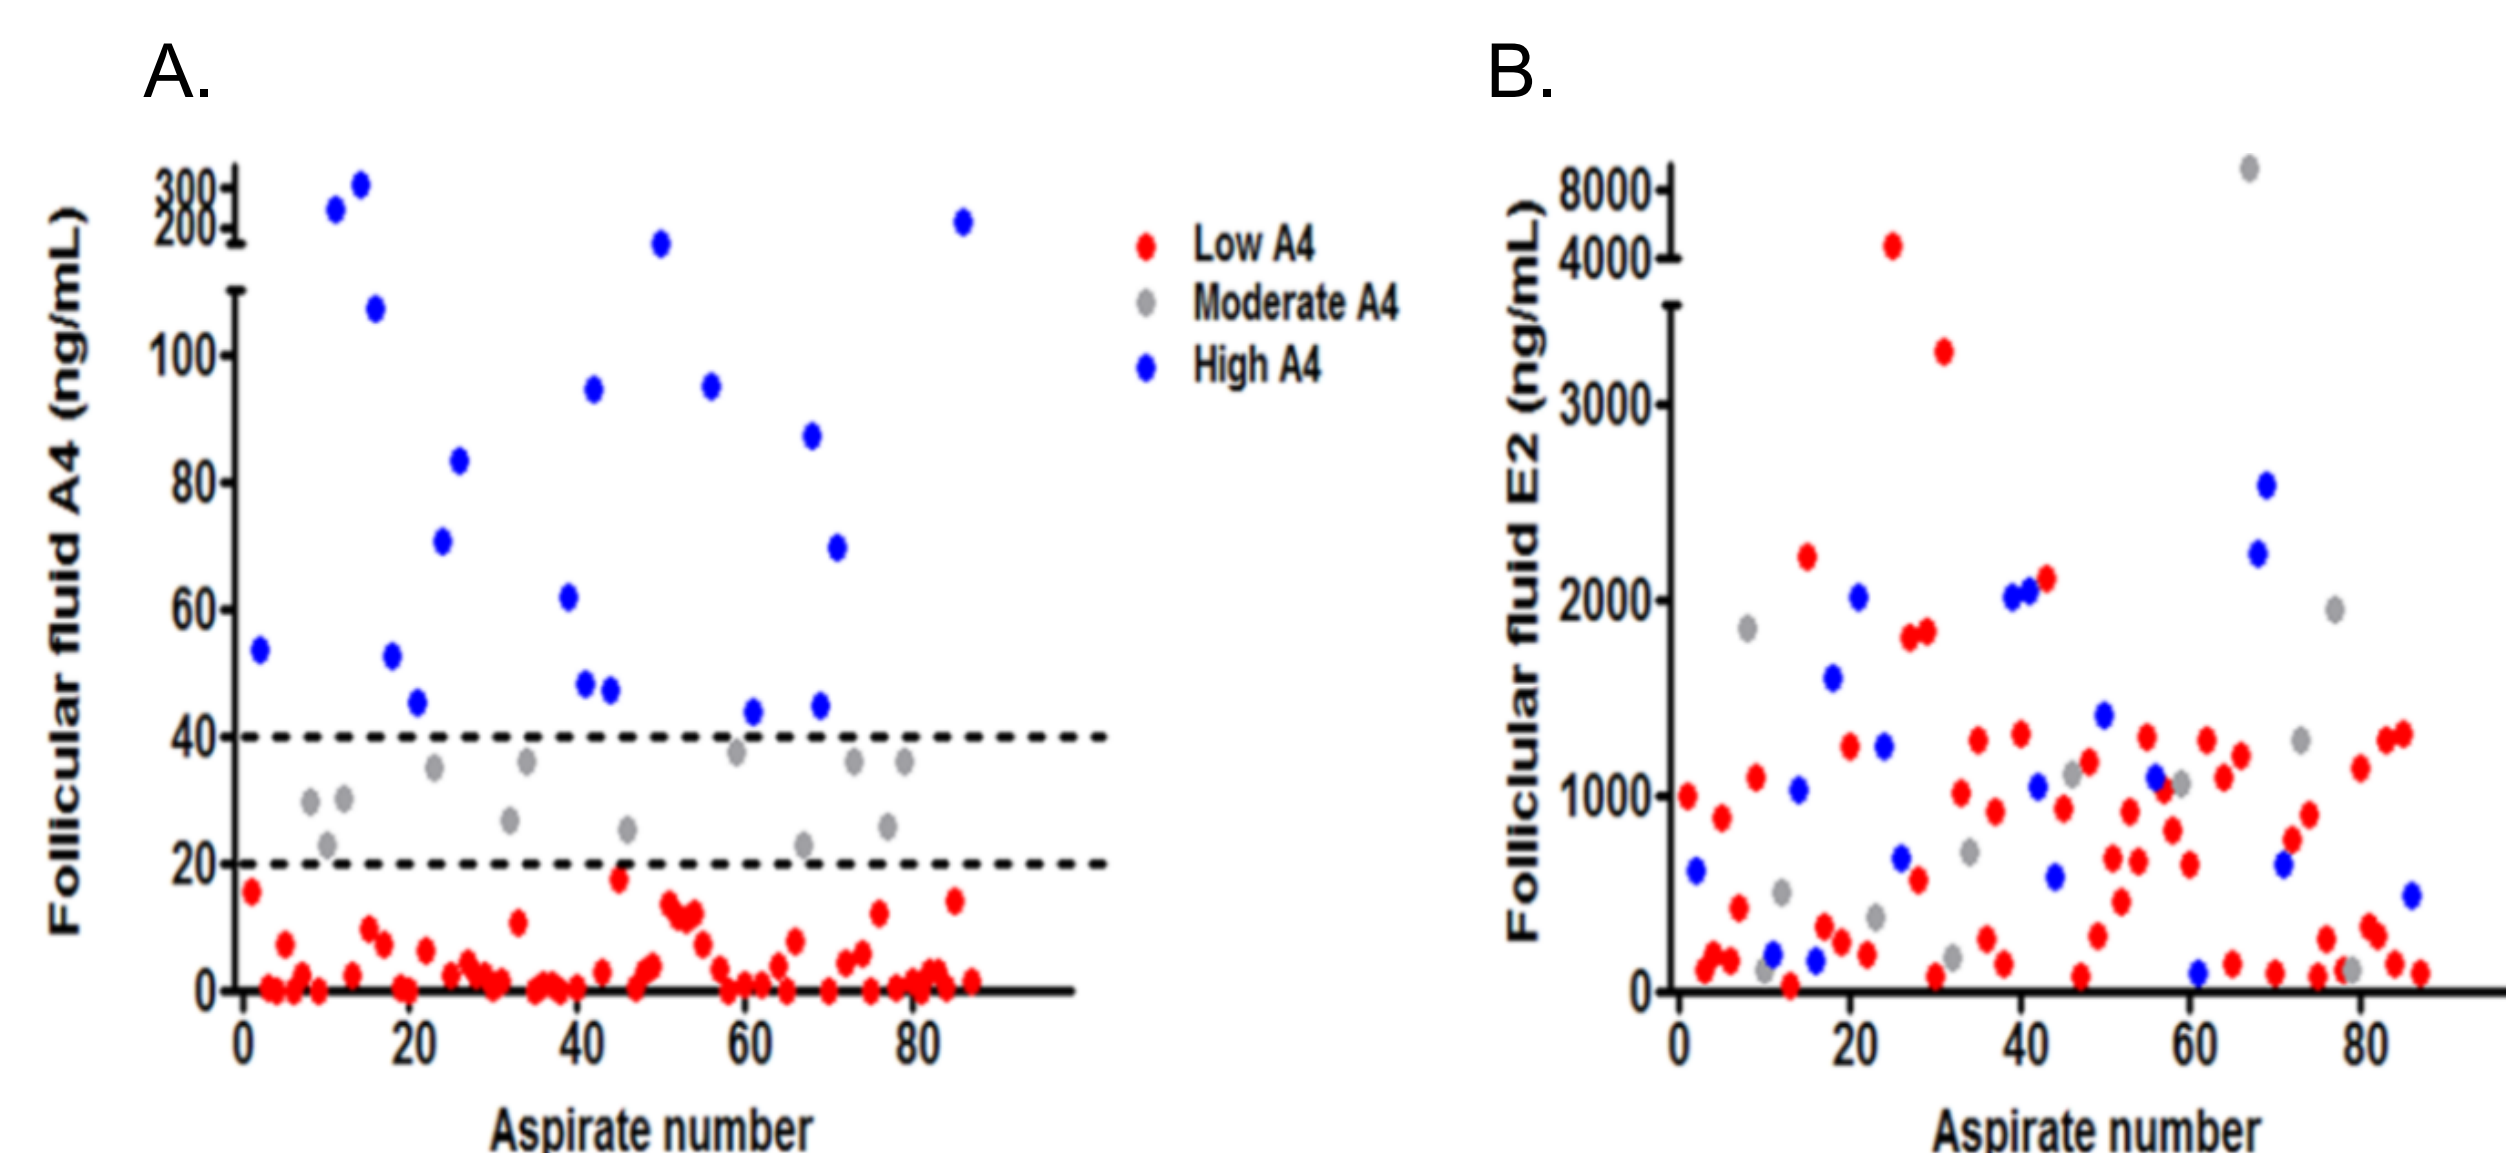 A.
Follicular fluid A4 (ng/mL)
300
200
100
80
60
40
20
0
0 20 40 60 80
Aspirate number
Low A4
Moderate A4
High A4
B.
Folliclular fluid E2 (ng/mL)
8000
4000
3000
2000
1000
0
0 20 40 60 80
Aspirate number